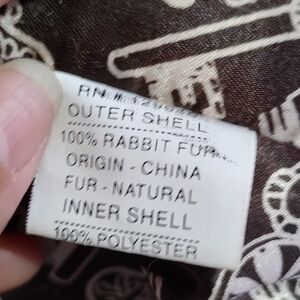 RN #
OUTER SHELL
100% RABBIT FUR
ORIGIN - CHINA
FUR - NATURAL
INNER SHELL
100% POLYESTER